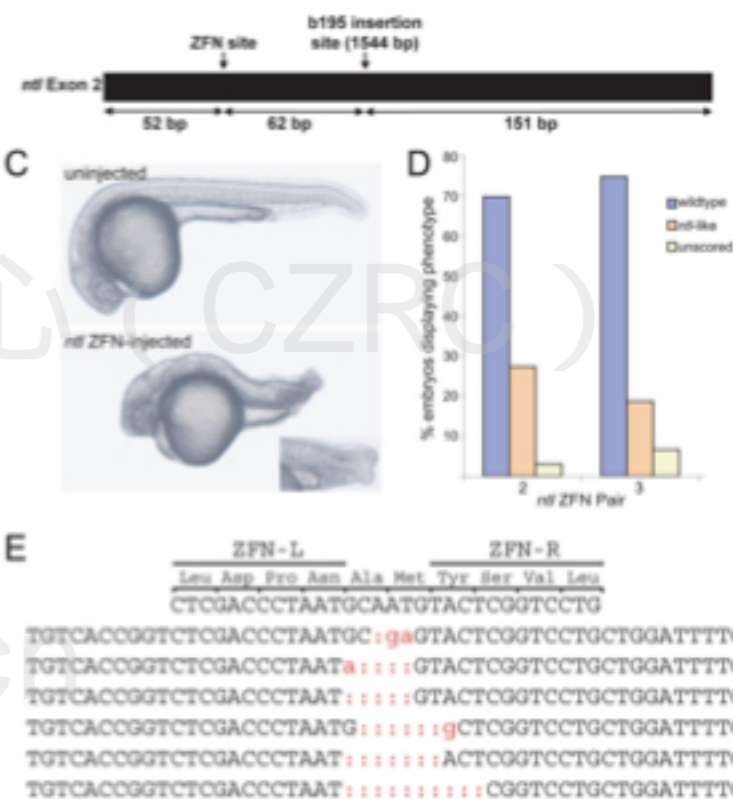 b195 insertion
ZFN site site (1544 bp)
ntl Exon 2
52 bp 62 bp 151 bp
C
uninjected
ntl ZFN-injected
D
80
70
60
50
40
30
20
10
% embryos displaying phenotype
2 3
ntl ZFN Pair
wildtype
ntl-like
unscored
心 ( CZRC )
cn
E
ZFN-L ZFN-R
Leu Asp Pro Asn Ala Met Tyr Ser Val Leu
CTCGACCCTAATGCAATGTACTCGGTCCTG
TGTCACCGGTCTCGACCCTAATGC:gaGTACTCGGTCCTGCTGGATTTT
TGTCACCGGTCTCGACCCTAATa::::GTACTCGGTCCTGCTGGATTTT
TGTCACCGGTCTCGACCCTAAT:::::GTACTCGGTCCTGCTGGATTTT
TGTCACCGGTCTCGACCCTAATG::::::gCTCGGTCCTGCTGGATTTT
TGTCACCGGTCTCGACCCTAAT:::::::ACTCGGTCCTGCTGGATTTT
TGTCACCGGTCTCGACCCTAAT::::::::::CGGTCCTGCTGGATTTT